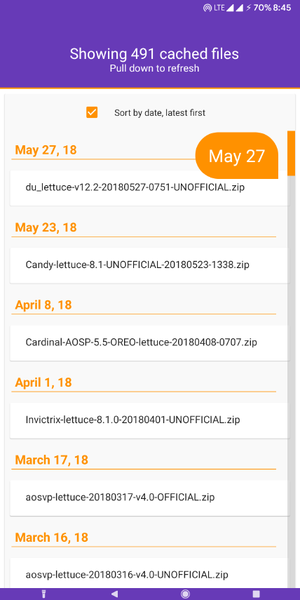 LTE 70% 8:45
Showing 491 cached files
Pull down to refresh
Sort by date, latest first
May 27, 18
May 27
du_lettuce-v12.2-20180527-0751-UNOFFICIAL.zip
May 23, 18
Candy-lettuce-8.1-UNOFFICIAL-20180523-1338.zip
April 8, 18
Cardinal-AOSP-5.5-OREO-lettuce-20180408-0707.zip
April 1, 18
Invictrix-lettuce-8.1.0-20180401-UNOFFICIAL.zip
March 17, 18
aosvp-lettuce-20180317-v4.0-OFFICIAL.zip
March 16, 18
aosvp-lettuce-20180316-v4.0-UNOFFICIAL.zip